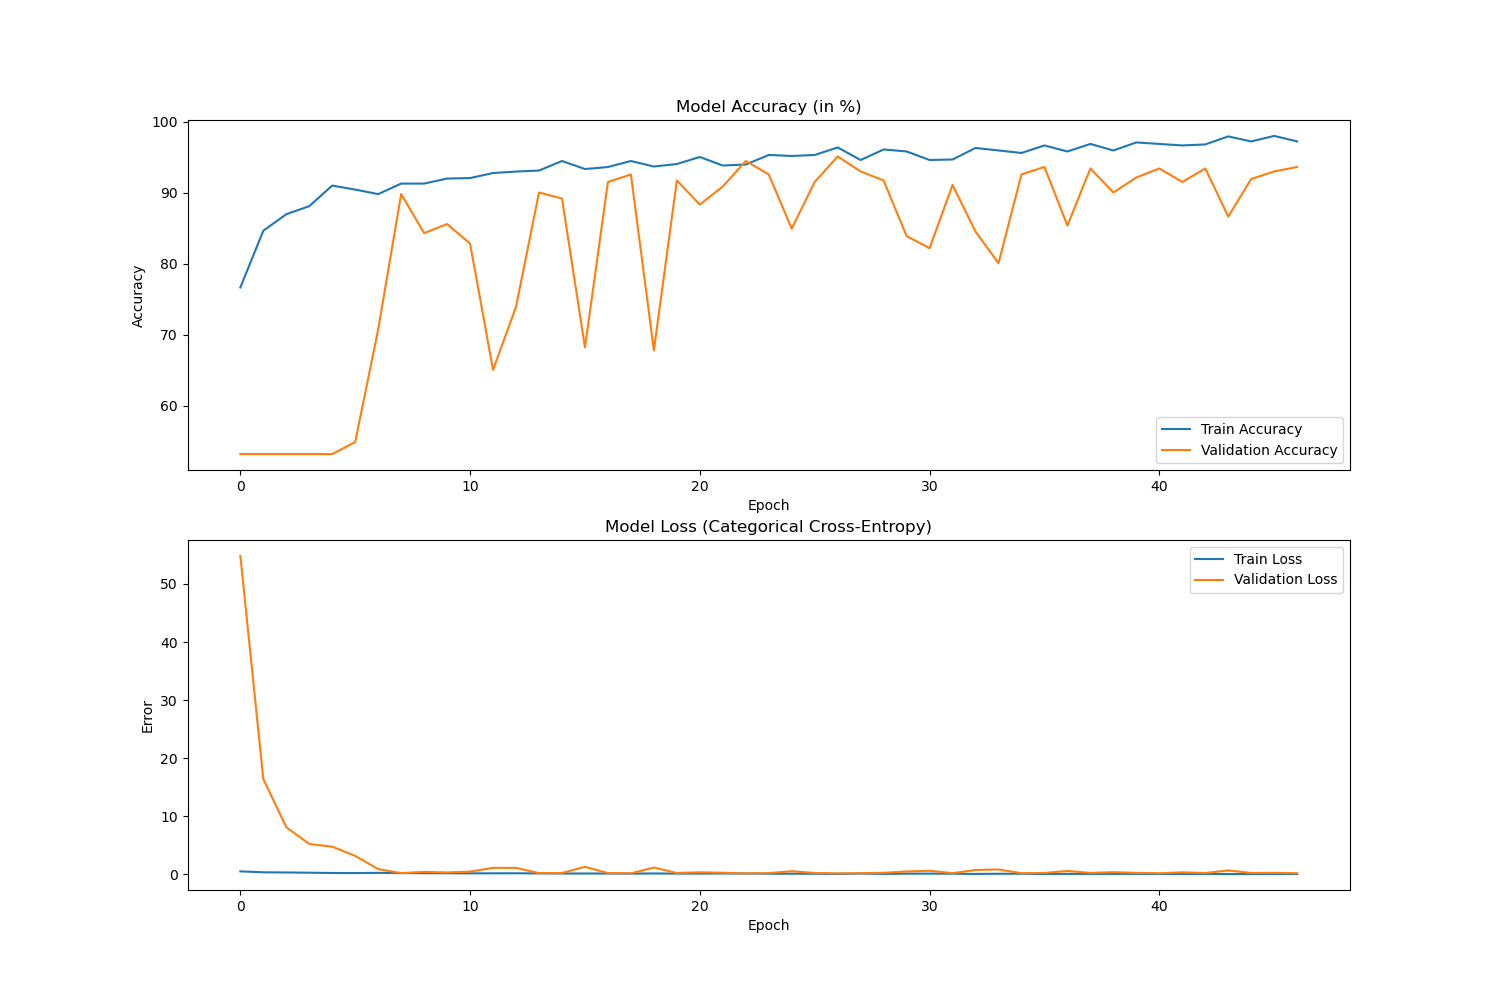 Model Accuracy (in %)
100
90
80
70
60
Accuracy
Train Accuracy
Validation Accuracy
0 10 20 30 40
Epoch
Model Loss (Categorical Cross-Entropy)
Train Loss
Validation Loss
50
40
30
20
10
0
Error
0 10 20 30 40
Epoch